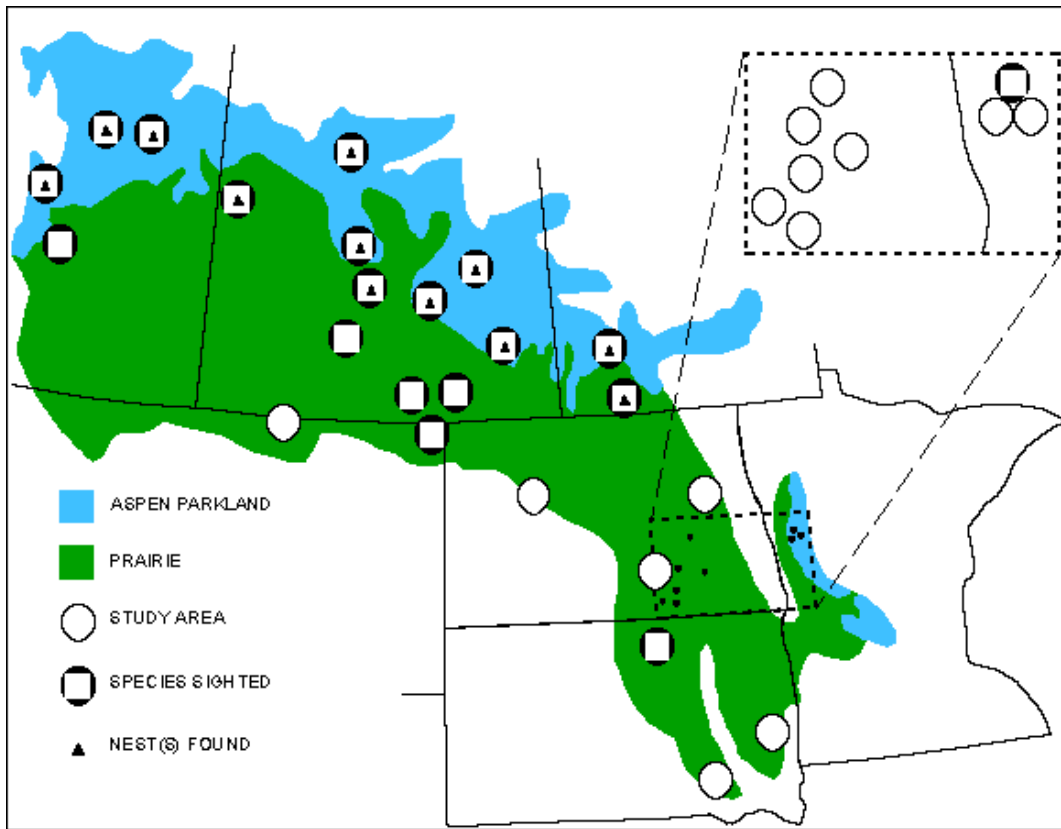 ASPEN PARKLAND
PRAIRIE
STUDY AREA
SPECIES SIGHTED
NEST(S) FOUND